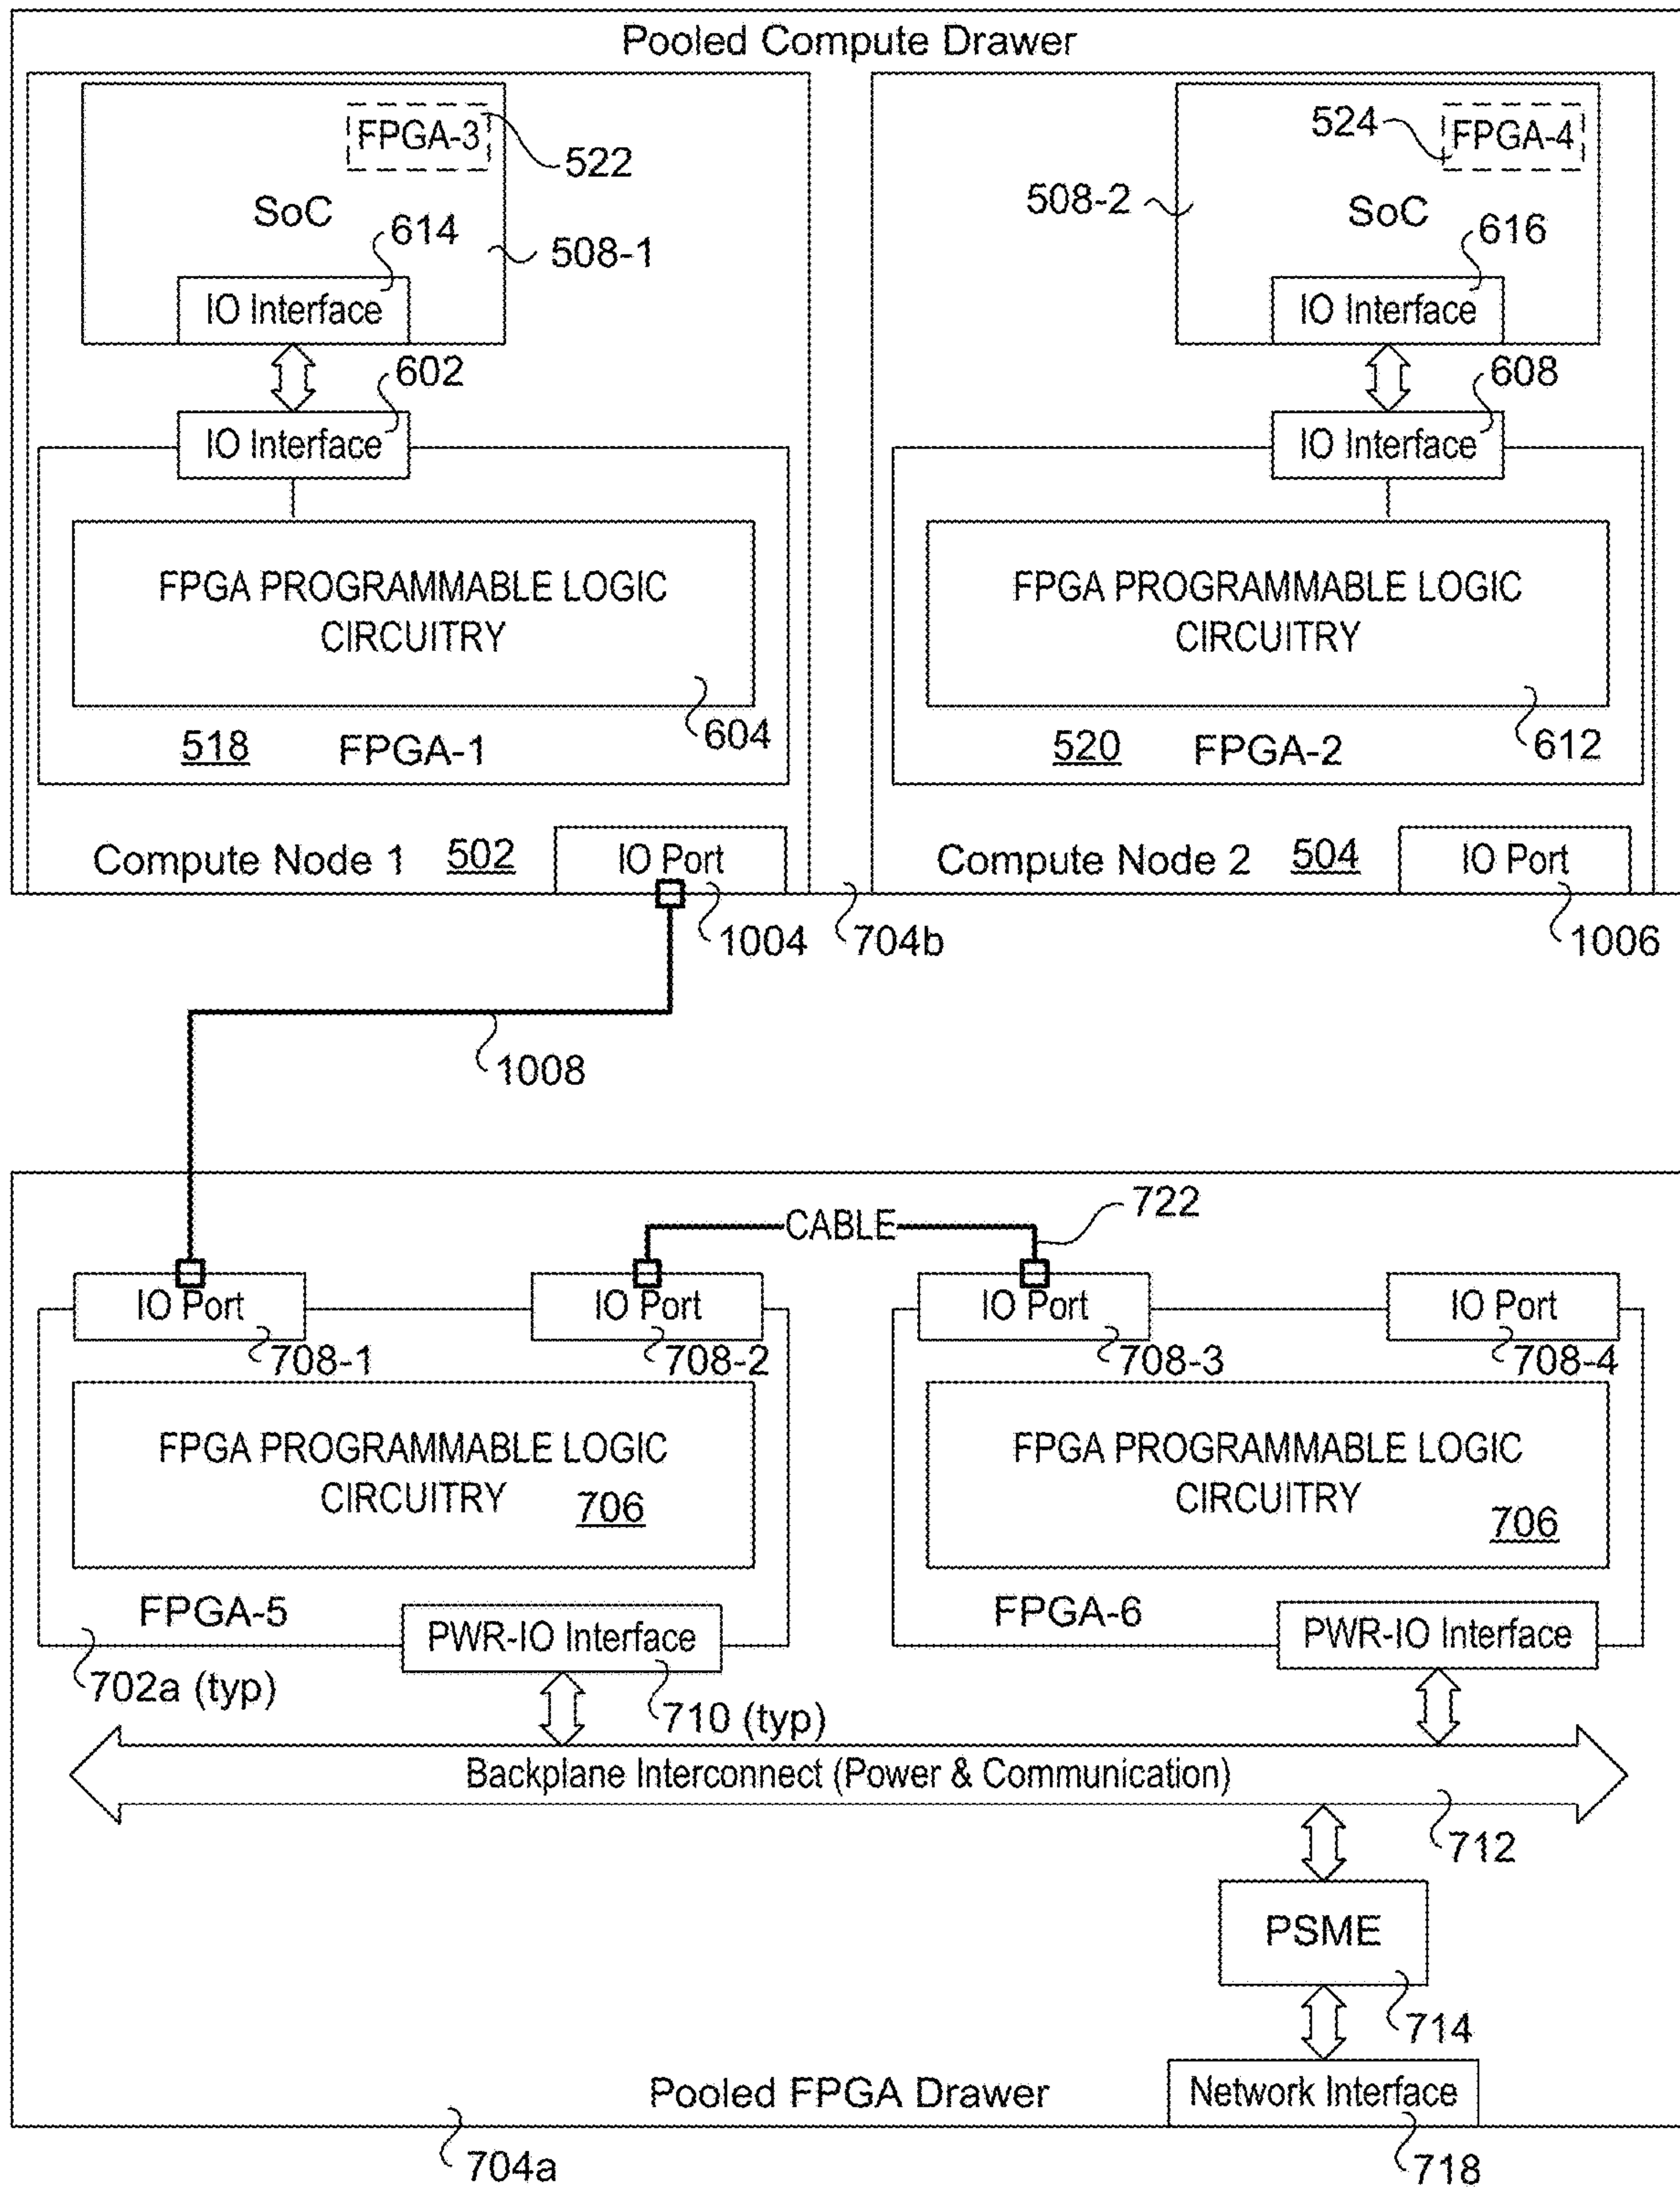 Pooled Compute Drawer
FPGA-3
522
SoC
614
508-1
IO Interface
602
IO Interface
FPGA PROGRAMMABLE LOGIC
CIRCUITRY
604
518
FPGA-1
Compute Node 1
502
IO Port
1004
704b
524
FPGA-4
508-2
SoC
616
IO Interface
608
IO Interface
FPGA PROGRAMMABLE LOGIC
CIRCUITRY
612
520
FPGA-2
Compute Node 2
504
IO Port
1006
1008
CABLE
722
IO Port
708-1
IO Port
708-2
IO Port
708-3
IO Port
708-4
FPGA PROGRAMMABLE LOGIC
CIRCUITRY
706
FPGA PROGRAMMABLE LOGIC
CIRCUITRY
706
FPGA-5
PWR-IO Interface
702a (typ)
710 (typ)
FPGA-6
PWR-IO Interface
Backplane Interconnect (Power & Communication)
712
PSME
714
Pooled FPGA Drawer
Network Interface
704a
718